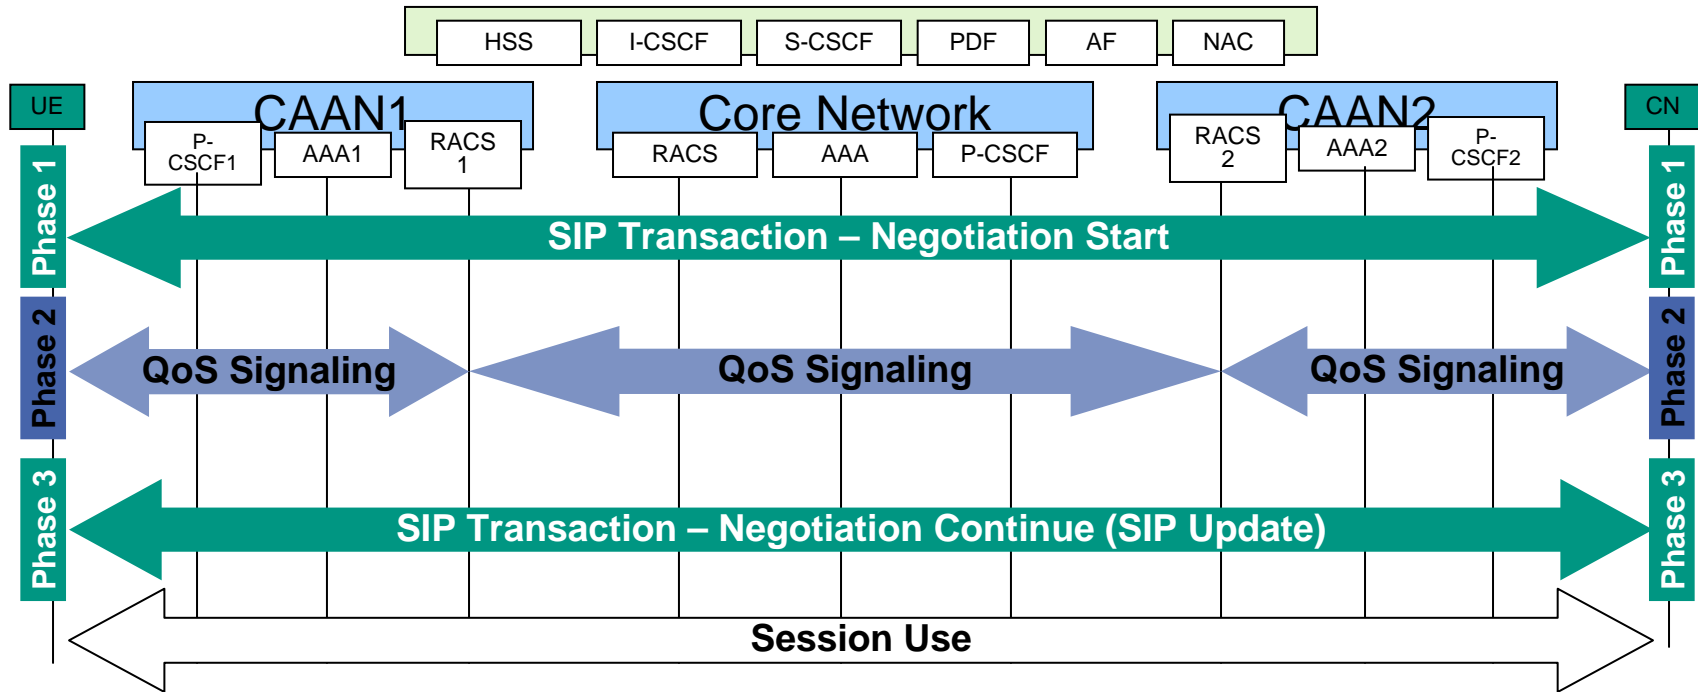 HSS
I-CSCF
S-CSCF
PDF
AF
NAC
UE
CAAN1
Core Network
CAAN2
CN
P-
CSCF1
AAA1
RACS
1
RACS
AAA
P-CSCF
RACS
2
AAA2
P-
CSCF2
Phase 1
SIP Transaction – Negotiation Start
Phase 1
Phase 2
QoS Signaling
QoS Signaling
QoS Signaling
Phase 2
Phase 3
SIP Transaction – Negotiation Continue (SIP Update)
Phase 3
Session Use